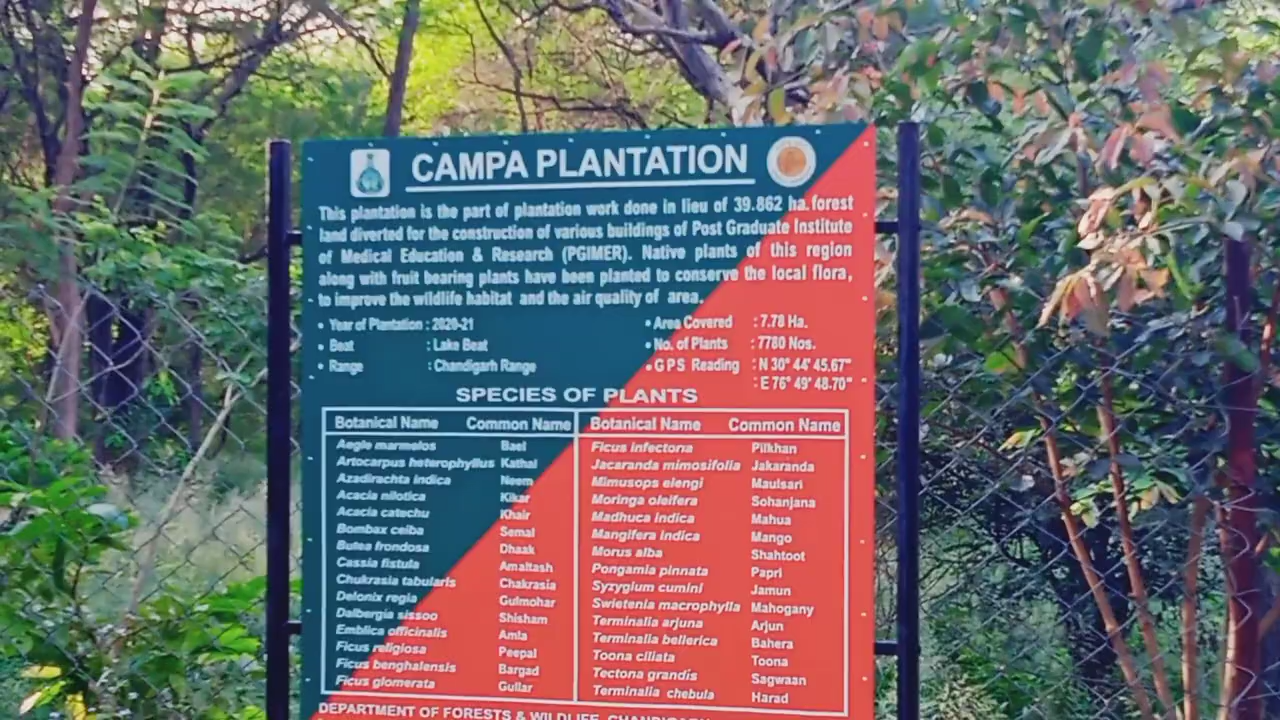 CAMPA PLANTATION
This plantation is the part of plantation work done in lieu of 39.862 ha. forest
land diverted for the construction of various buildings of Post Graduate Institute
of Medical Education & Research (PGIMER). Native plants of this region
along with fruit bearing plants have been planted to conserve the local flora,
to improve the wildlife habitat and the air quality of area.
• Year of Plantation : 2020-21 • Area Covered : 7.78 Ha.
• Beat : Lake Beat • No. of Plants : 7780 Nos.
• Range : Chandigarh Range • G P S Reading : N 30° 44' 45.67"
: E 76° 49' 48.70"
SPECIES OF PLANTS
Botanical Name Common Name Botanical Name Common Name
Aegle marmelos Bael Ficus infectoria Pilkhan
Artocarpus heterophyllus Kathal Jacaranda mimosifolia Jakaranda
Azadirachta indica Neem Mimusops elengi Maulsari
Acacia nilotica Kikar Moringa oleifera Sohanjana
Acacia catechu Khair Madhuca indica Mahua
Bombax ceiba Semal Mangifera indica Mango
Butea frondosa Dhaak Morus alba Shahtoot
Cassia fistula Amaltash Pongamia pinnata Papri
Chukrasia tabularis Chakrasia Syzygium cumini Jamun
Delonix regia Gulmohar Swietenia macrophylla Mahogany
Dalbergia sissoo Shisham Terminalia arjuna Arjun
Emblica officinalis Amla Terminalia bellerica Bahera
Ficus religiosa Peepal Toona ciliata Toona
Ficus benghalensis Bargad Tectona grandis Sagwaan
Ficus glomerata Gullar Terminalia chebula Harad
DEPARTMENT OF FORESTS & WILDLIFE, CHANDIGARH